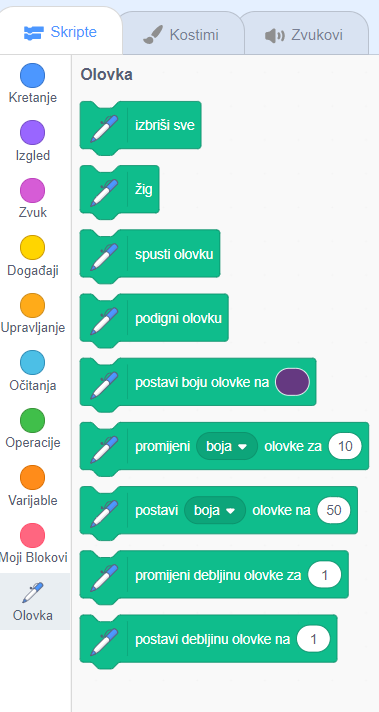 Skripte
Kostimi
Zvukovi
Kretanje
Izgled
Zvuk
Događaji
Upravljanje
Očitanja
Operacije
Varijable
Moji Blokovi
Olovka
Olovka
izbriši sve
žig
spusti olovku
podigni olovku
postavi boju olovke na
promijeni boja olovke za 10
postavi boja olovke na 50
promijeni debljinu olovke za 1
postavi debljinu olovke na 1